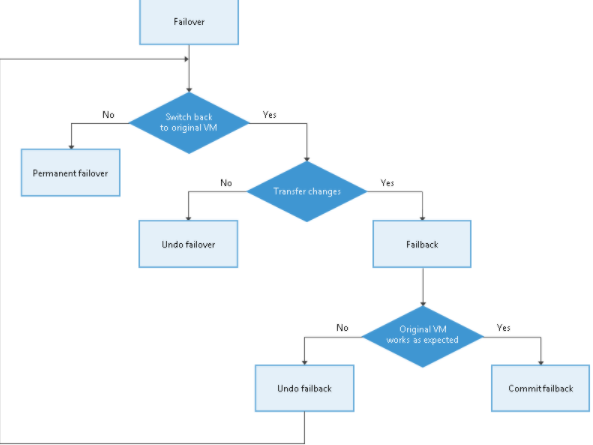 Failover
No
Switch back
to original VM
Yes
Permanent failover
No
Transfer changes
Yes
Undo failover
Failback
No
Original VM
works as expected
Yes
Undo failback
Commit failback